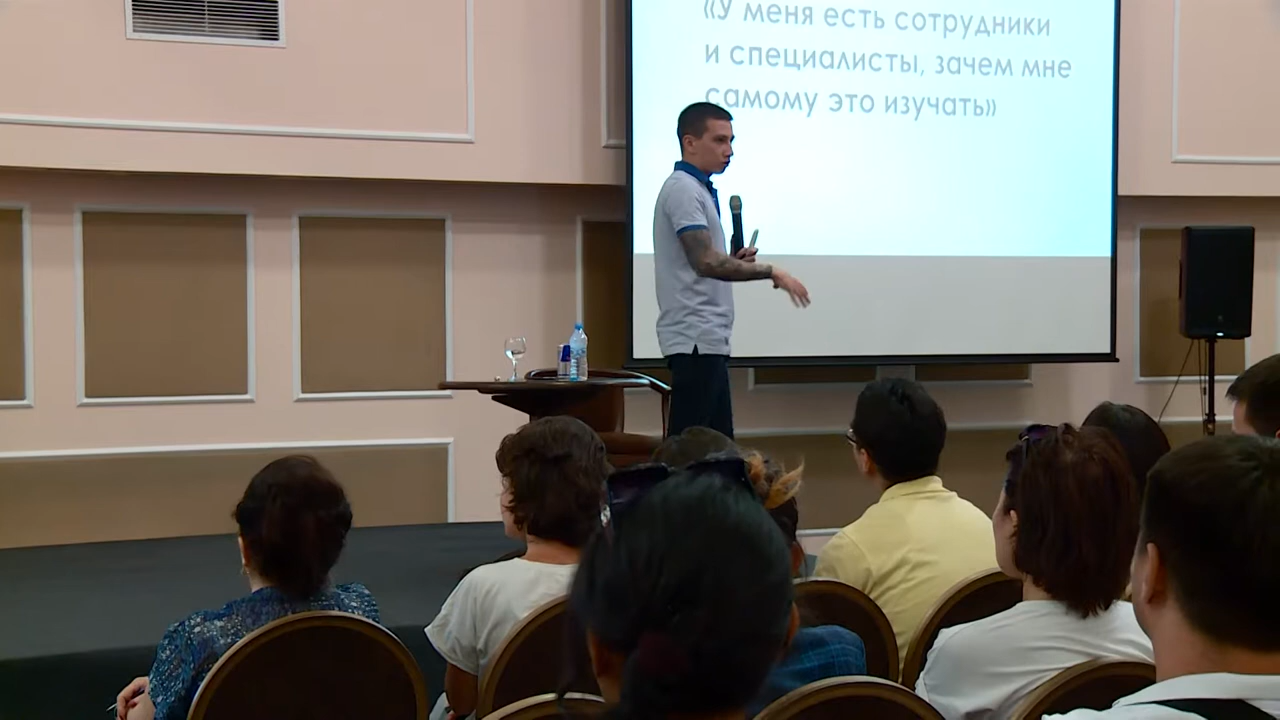 «У меня есть сотрудники
и специалисты, зачем мне
самому это изучать»